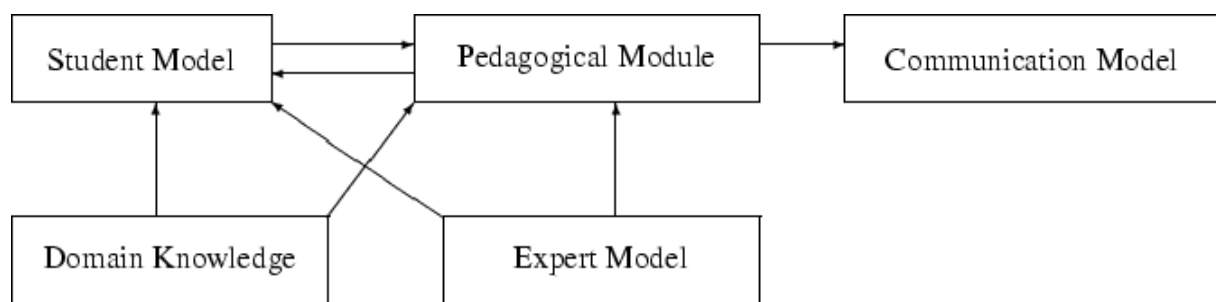 Student Model
Pedagogical Module
Communication Model
Domain Knowledge
Expert Model